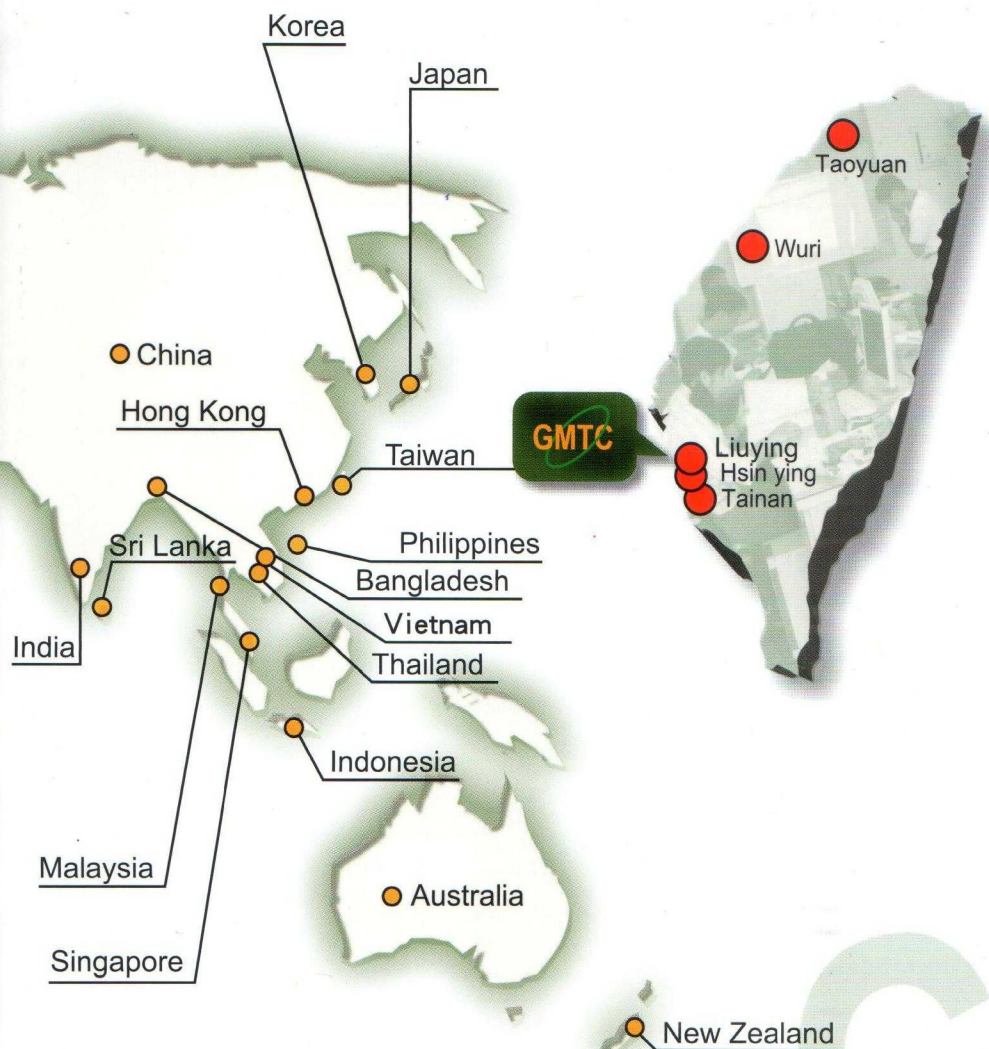 Korea
Japan
Taoyuan
Wuri
China
Hong Kong
GMTC
Taiwan
Liuying
Hsin ying
Tainan
Sri Lanka
Philippines
Bangladesh
Vietnam
India
Thailand
Indonesia
Malaysia
Australia
Singapore
New Zealand
C